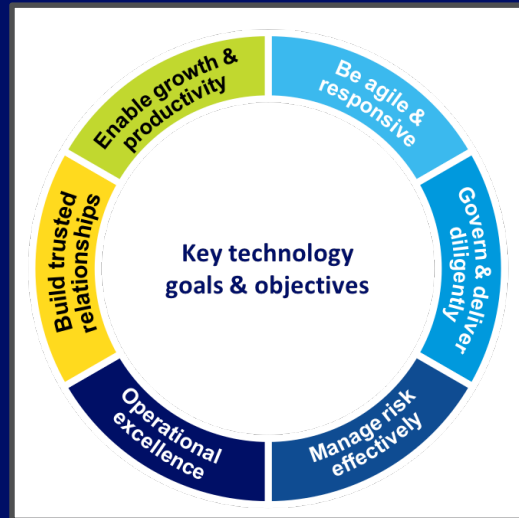 Key technology
goals & objectives
Be agile &
responsive
Govern & deliver
diligently
Manage risk
effectively
Operational
excellence
Build trusted
relationships
Enable growth &
productivity